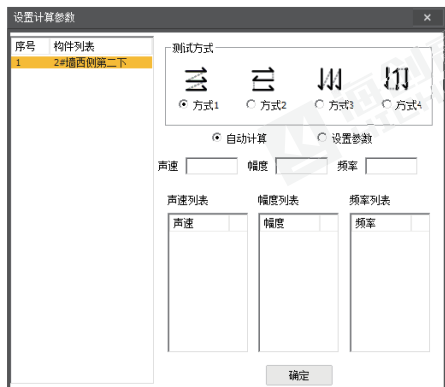 设置计算参数
序号 构件列表
1 2#墙西侧第二下
测试方式
方式1 方式2 方式3 方式4
自动计算 设置参数
声速 幅度 频率
声速列表 幅度列表 频率列表
声速 幅度 频率
确定